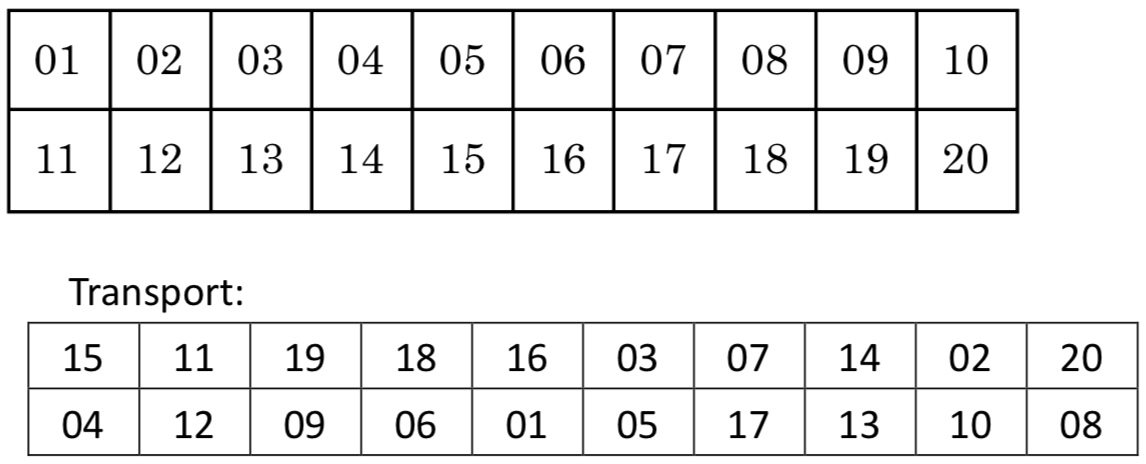 01 02 03 04 05 06 07 08 09 10
11 12 13 14 15 16 17 18 19 20
Transport:
15 11 19 18 16 03 07 14 02 20
04 12 09 06 01 05 17 13 10 08